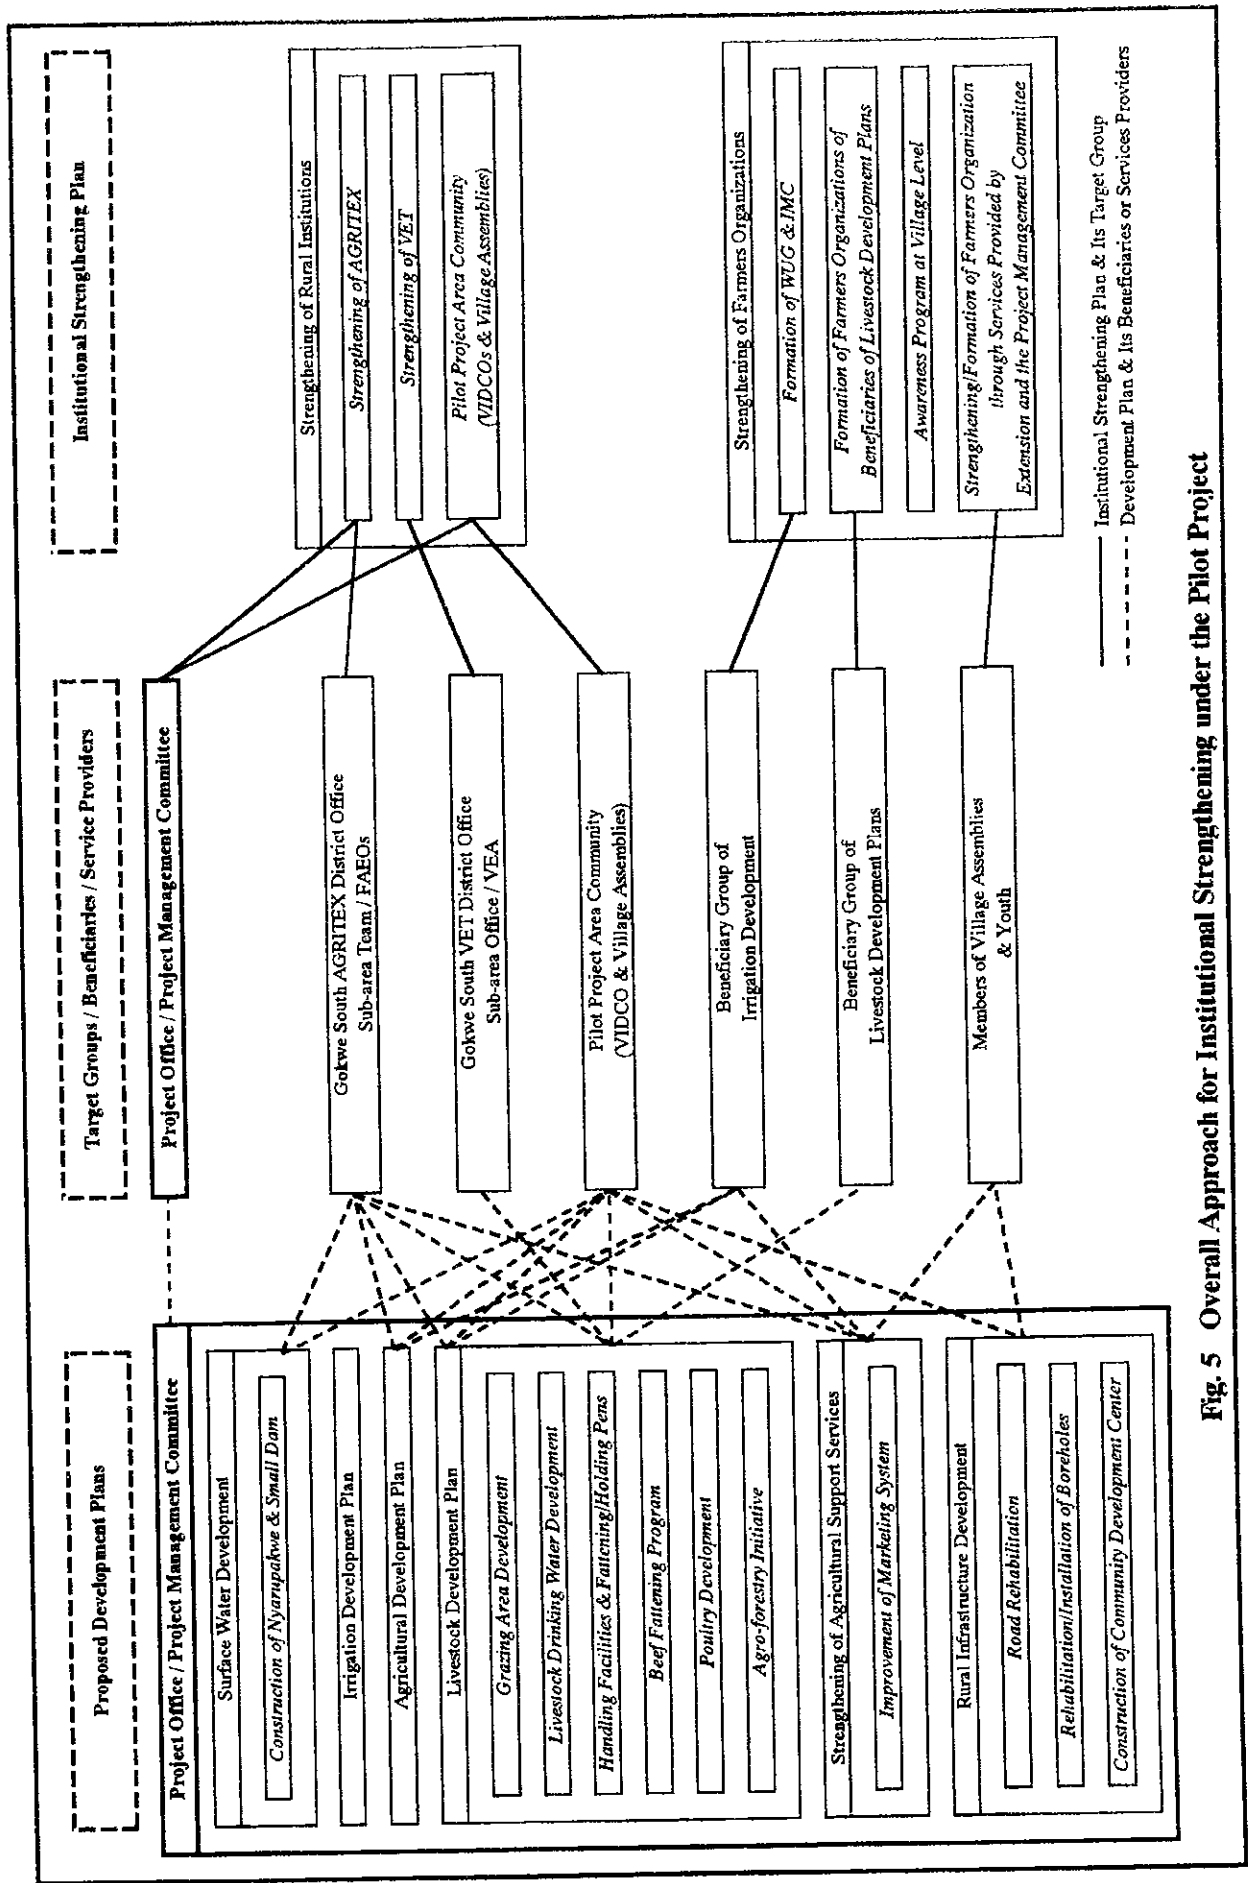 Proposed Development Plans
Project Office / Project Management Committee
Surface Water Development
Construction of Nyarupakwe & Small Dam
Irrigation Development Plan
Agricultural Development Plan
Livestock Development Plan
Grazing Area Development
Livestock Drinking Water Development
Handling Facilities & Fattening/Holding Pens
Beef Fattening Program
Poultry Development
Agro-forestry Initiative
Strengthening of Agricultural Support Services
Improvement of Marketing System
Rural Infrastructure Development
Road Rehabilitation
Rehabilitation/Installation of Boreholes
Construction of Community Development Center
Target Groups / Beneficiaries / Service Providers
Project Office / Project Management Committee
Gokwe South AGRITEX District Office
Sub-area Team / FAEOs
Gokwe South VET District Office
Sub-area Office / VEA
Pilot Project Area Community
(VIDCO & Village Assemblies)
Beneficiary Group of
Irrigation Development
Beneficiary Group of
Livestock Development Plans
Members of Village Assemblies
& Youth
Institutional Strengthening Plan
Strengthening of Rural Institutions
Strengthening of AGRITEX
Strengthening of VET
Pilot Project Area Community
(VIDCOs & Village Assemblies)
Strengthening of Farmers Organizations
Formation of WUG & IMC
Formation of Farmers Organizations of
Beneficiaries of Livestock Development Plans
Awareness Program at Village Level
Strengthening/Formation of Farmers Organization
through Services Provided by
Extension and the Project Management Committee
Institutional Strengthening Plan & Its Target Group
Development Plan & Its Beneficiaries or Services Providers
Fig. 5 Overall Approach for Institutional Strengthening under the Pilot Project